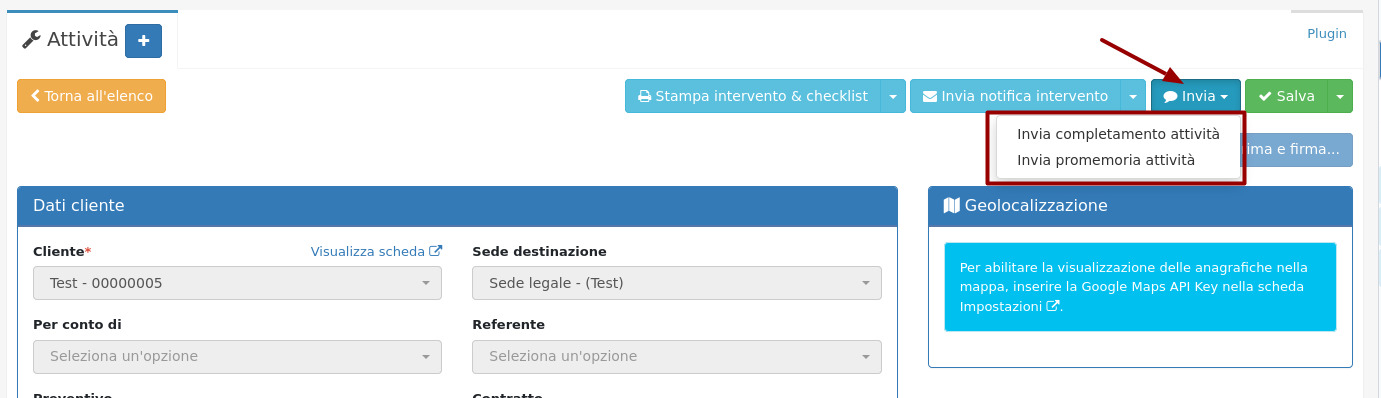 Attività
Plugin
Torna all'elenco
Stampa intervento & checklist
Invia notifica intervento
Invia
Salva
Invia completamento attività
Invia promemoria attività
ima e firma...
Dati cliente
Geolocalizzazione
Cliente*
Visualizza scheda
Sede destinazione
Test - 00000005
Sede legale - (Test)
Per abilitare la visualizzazione delle anagrafiche nella
mappa, inserire la Google Maps API Key nella scheda
Impostazioni .
Per conto di
Referente
Seleziona un'opzione
Seleziona un'opzione
Preventivo
Contratto